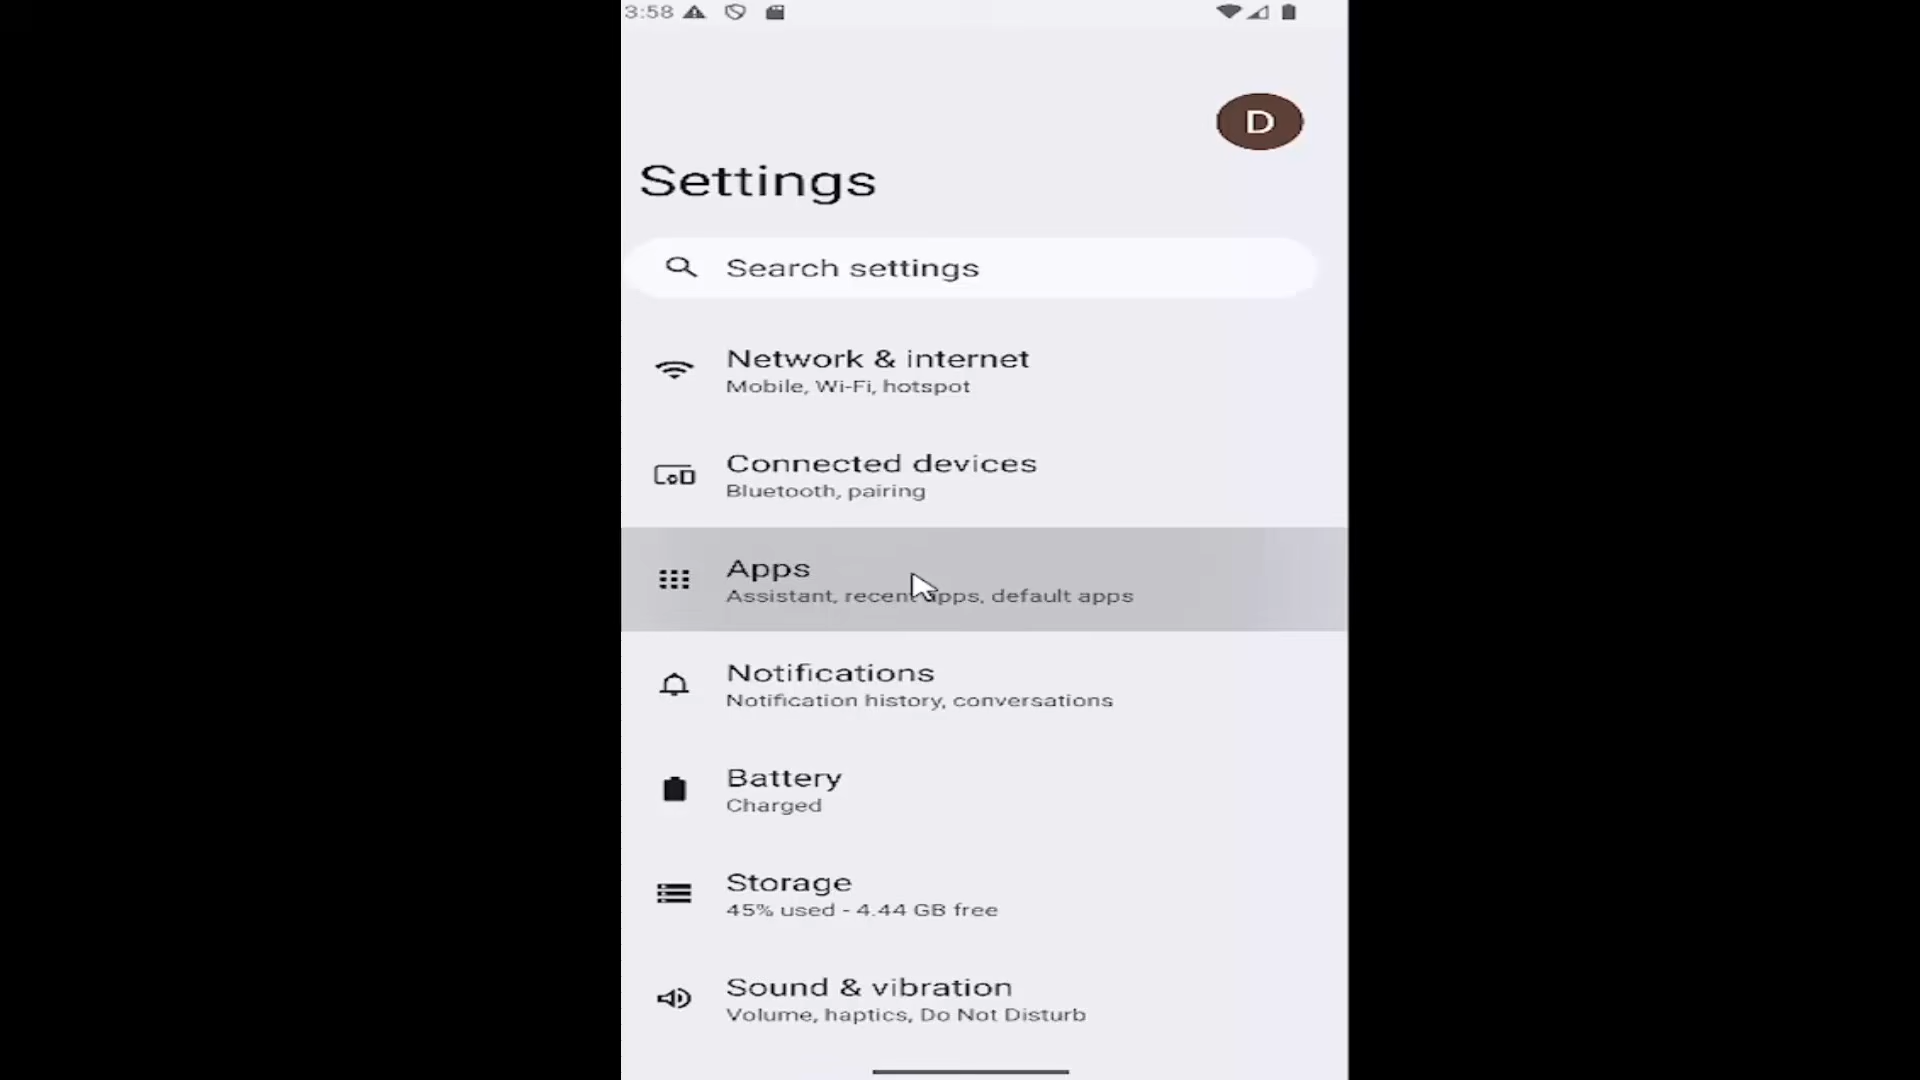 3:58
D
Settings
Search settings
Network & internet
Mobile, Wi-Fi, hotspot
Connected devices
Bluetooth, pairing
Apps
Assistant, recent apps, default apps
Notifications
Notification history, conversations
Battery
Charged
Storage
45% used - 4.44 GB free
Sound & vibration
Volume, haptics, Do Not Disturb